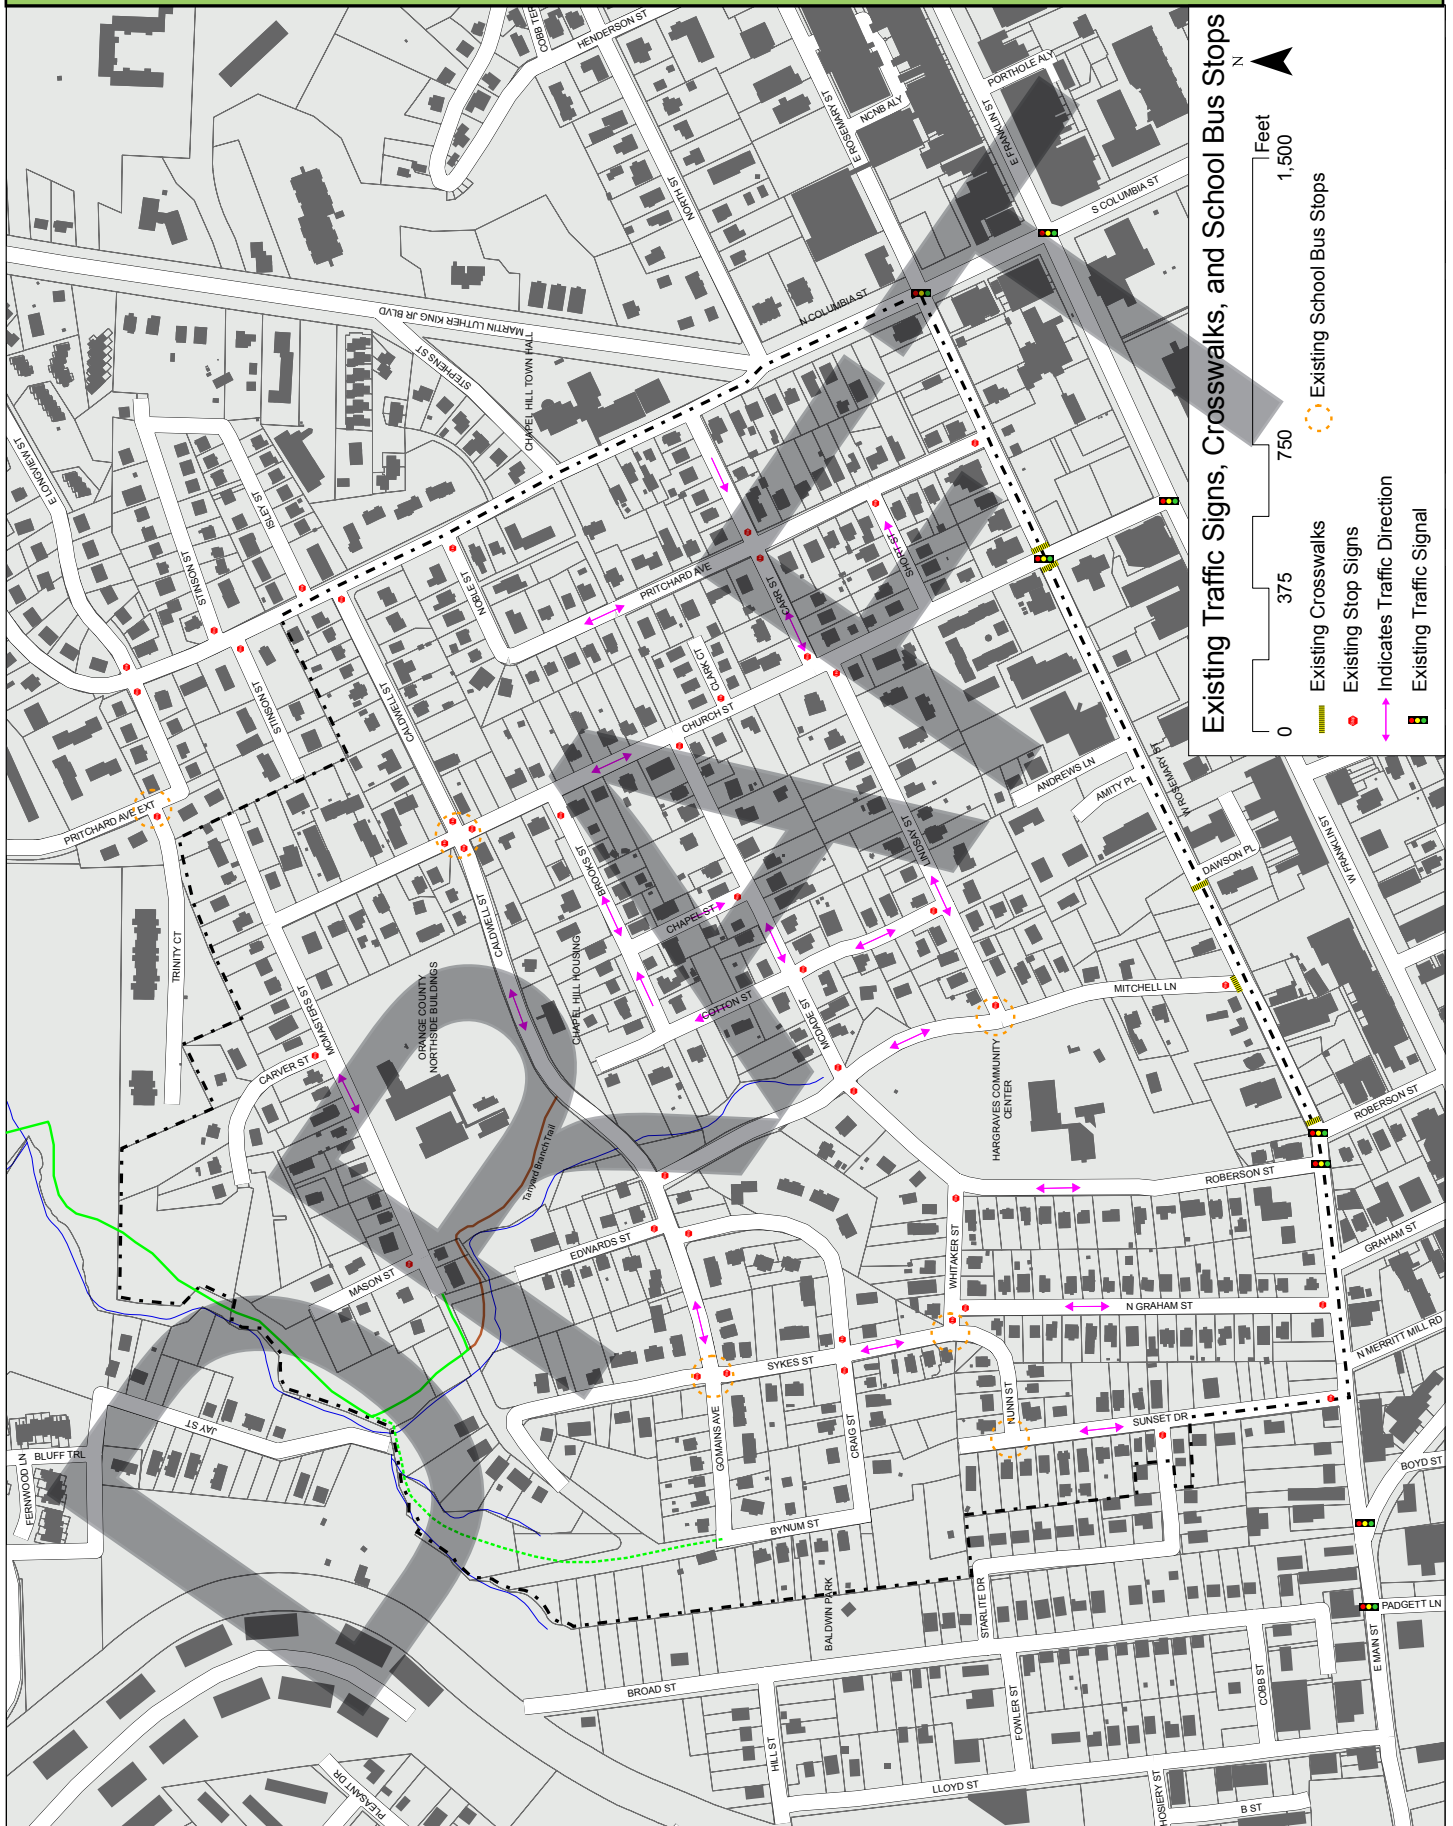 COBB TER
HENDERSON ST
PORTHOLE ALY
NCNB ALY
E ROSEMARY ST
E FRANKLIN ST
NORTH ST
S COLUMBIA ST
N COLUMBIA ST
MARTIN LUTHER KING JR BLVD
STEPHENS ST
CHAPEL HILL TOWN HALL
E LONGVIEW ST
ISLEY ST
STINSON ST
NOBLE ST
PRITCHARD AVE
CARR ST
SHORT ST
CLARK CT
CHURCH ST
STINSON ST
CALDWELL ST
PRITCHARD AVE EXT
TRINITY CT
CALDWELL ST
BROOKS ST
CHAPEL ST
LINDSAY ST
ANDREWS LN
AMITY PL
W ROSEMARY ST
DAWSON PL
W FRANKLIN ST
MITCHELL LN
MCMASTERS ST
CARVER ST
ORANGE COUNTY
NORTHSIDE BUILDINGS
CHAPEL HILL HOUSING
COTTON ST
MCDADE ST
HARGRAVES COMMUNITY
CENTER
ROBERSON ST
ROBERSON ST
Tanyard Branch Trail
MASON ST
EDWARDS ST
WHITAKER ST
N GRAHAM ST
GRAHAM ST
N MERRITT MILL RD
SYKES ST
NUNN ST
SUNSET DR
GOMAINS AVE
CRAIG ST
BYNUM ST
JAY ST
BLUFF TRL
FERNWOOD LN
BALDWIN PARK
STARLITE DR
BROAD ST
HILL ST
FOWLER ST
COBB ST
LLOYD ST
HOSIERY ST
B ST
E MAIN ST
BOYD ST
PADGETT LN
PLEASANT DR
DRAFT
Existing Traffic Signs, Crosswalks, and School Bus Stops
N
0 375 750 1,500
Feet
Existing Crosswalks
Existing Stop Signs
Indicates Traffic Direction
Existing Traffic Signal
Existing School Bus Stops